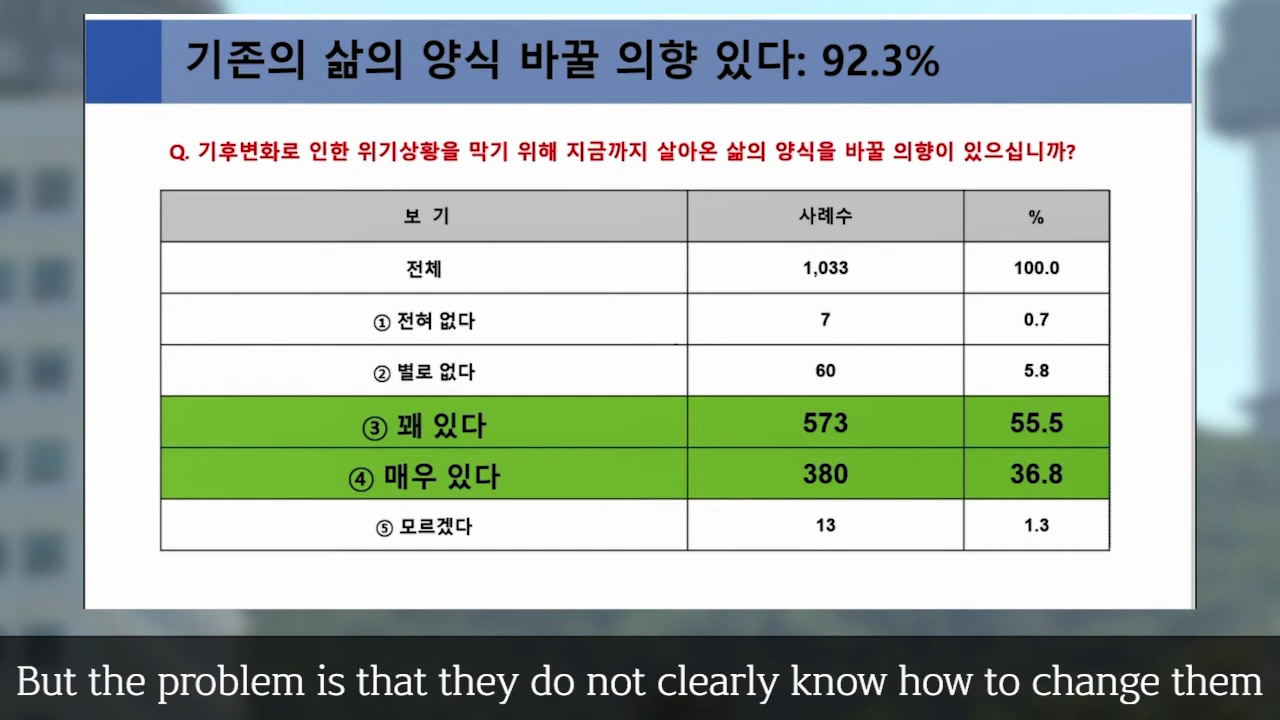 기존의 삶의 양식 바꿀 의향 있다: 92.3%
Q. 기후변화로 인한 위기상황을 막기 위해 지금까지 살아온 삶의 양식을 바꿀 의향이 있으십니까?
보 기 사례수 %
전체 1,033 100.0
① 전혀 없다 7 0.7
② 별로 없다 60 5.8
③ 꽤 있다 573 55.5
④ 매우 있다 380 36.8
⑤ 모르겠다 13 1.3
But the problem is that they do not clearly know how to change them